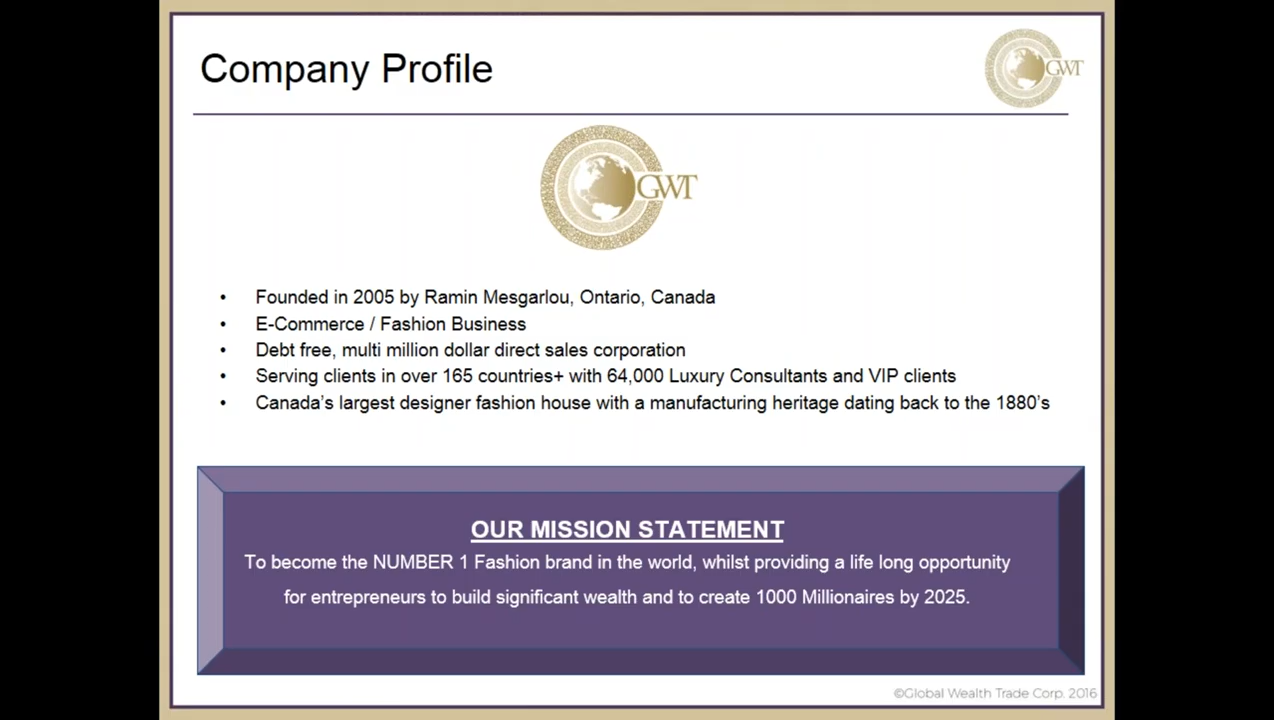 Company Profile
GWT
GWT
• Founded in 2005 by Ramin Mesgarlou, Ontario, Canada
• E-Commerce / Fashion Business
• Debt free, multi million dollar direct sales corporation
• Serving clients in over 165 countries+ with 64,000 Luxury Consultants and VIP clients
• Canada’s largest designer fashion house with a manufacturing heritage dating back to the 1880’s
OUR MISSION STATEMENT
To become the NUMBER 1 Fashion brand in the world, whilst providing a life long opportunity
for entrepreneurs to build significant wealth and to create 1000 Millionaires by 2025.
©Global Wealth Trade Corp. 2016